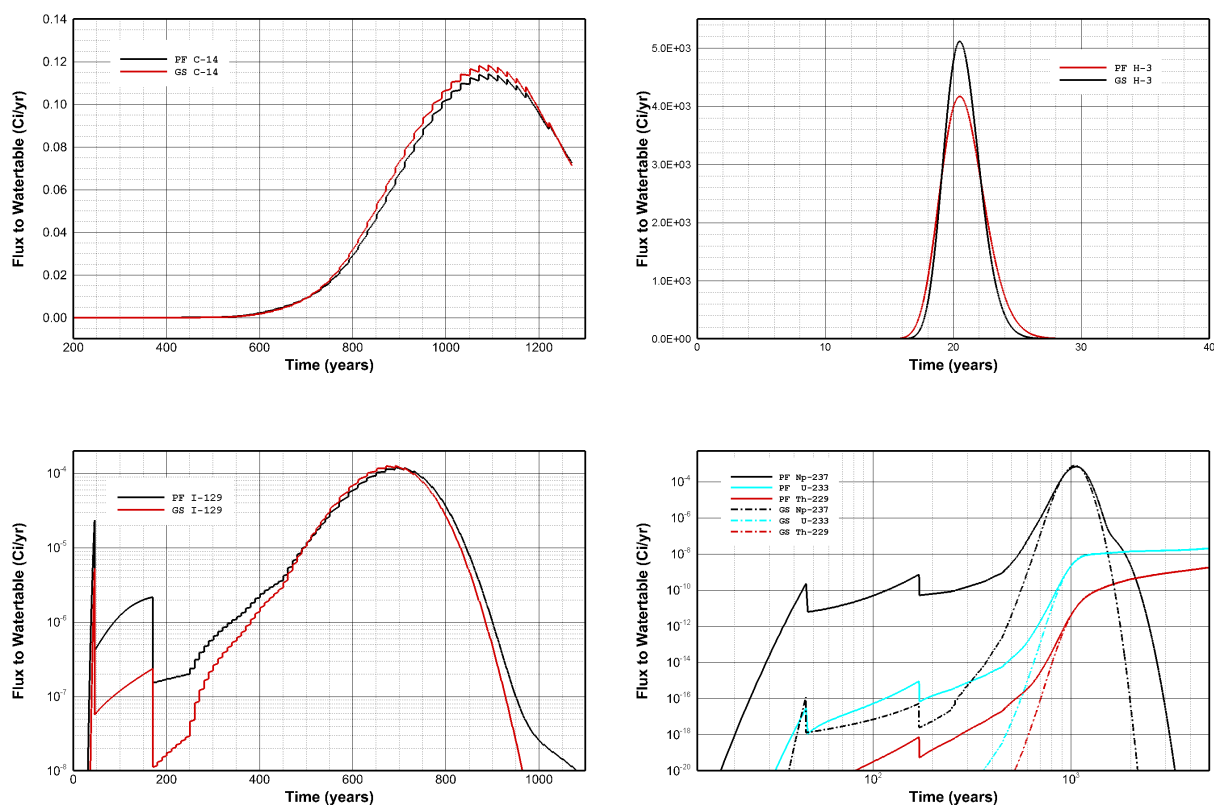 Flux to Watertable (Ci/yr)
0.14
0.12
0.10
0.08
0.06
0.04
0.02
0.00
PF C-14
GS C-14
200 400 600 800 1000 1200
Time (years)
Flux to Watertable (Ci/yr)
5.0E+03
4.0E+03
3.0E+03
2.0E+03
1.0E+03
0.0E+00
PF H-3
GS H-3
0 10 20 30 40
Time (years)
Flux to Watertable (Ci/yr)
10-4
10-5
10-6
10-7
10-8
PF I-129
GS I-129
0 200 400 600 800 1000
Time (years)
Flux to Watertable (Ci/yr)
10-4
10-6
10-8
10-10
10-12
10-14
10-16
10-18
10-20
PF Np-237
PF U-233
PF Th-229
GS Np-237
GS U-233
GS Th-229
102 103
Time (years)